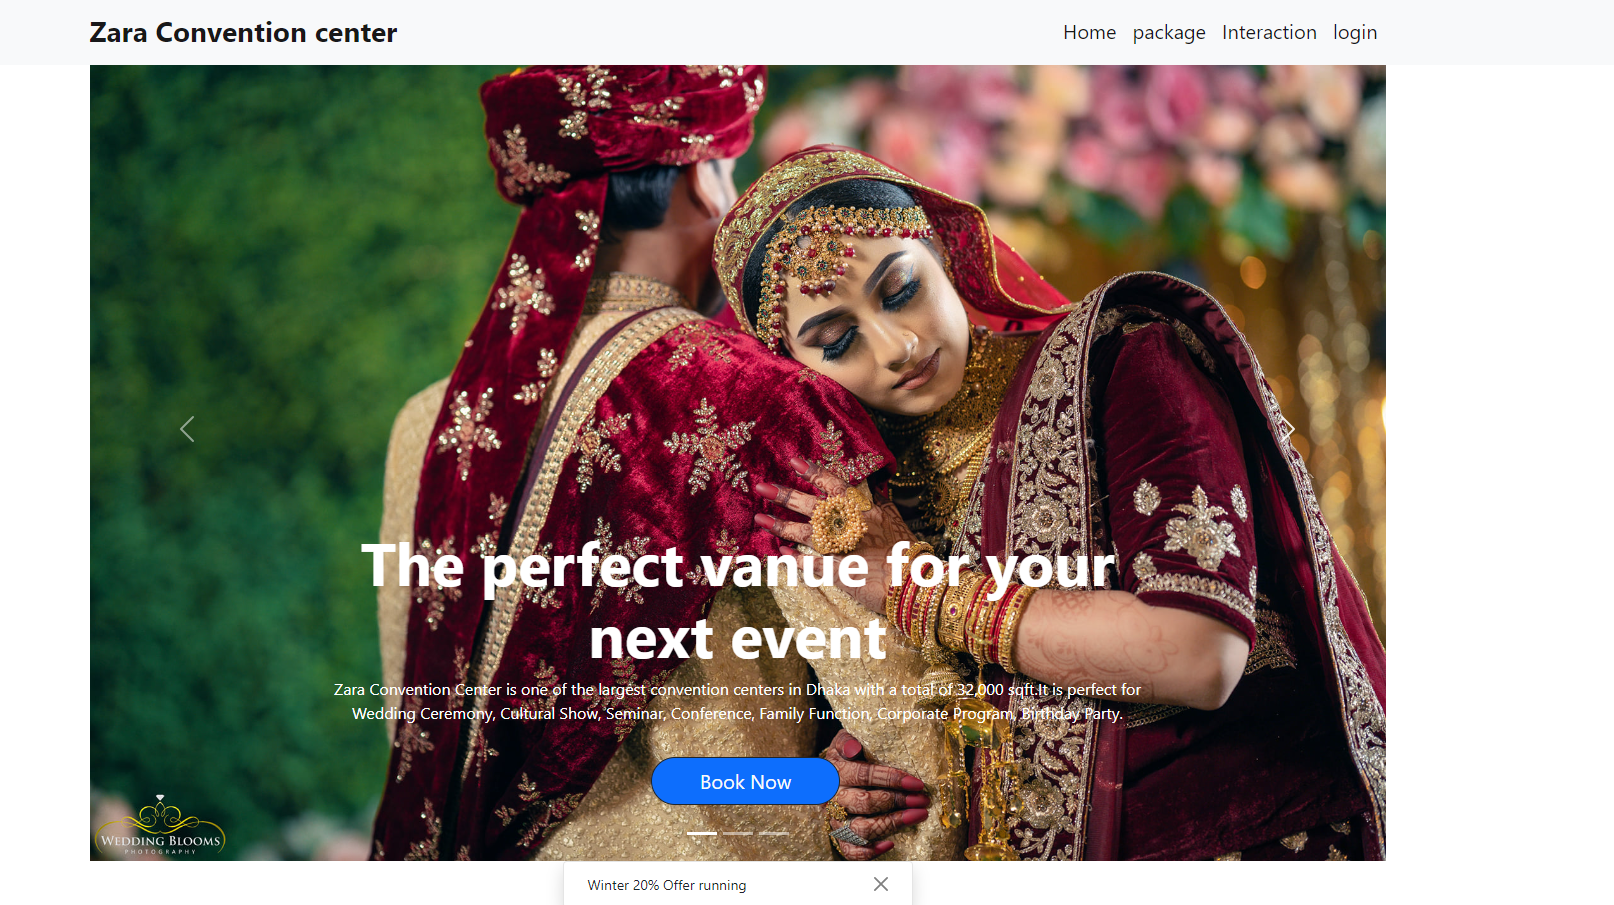 Zara Convention center
Home package Interaction login
The perfect vanue for your
next event
Zara Convention Center is one of the largest convention centers in Dhaka with a total of 32,000 sqft.It is perfect for
Wedding Ceremony, Cultural Show, Seminar, Conference, Family Function, Corporate Program, Birthday Party.
Book Now
WEDDING BLOOMS
PHOTOGRAPHY
Winter 20% Offer running